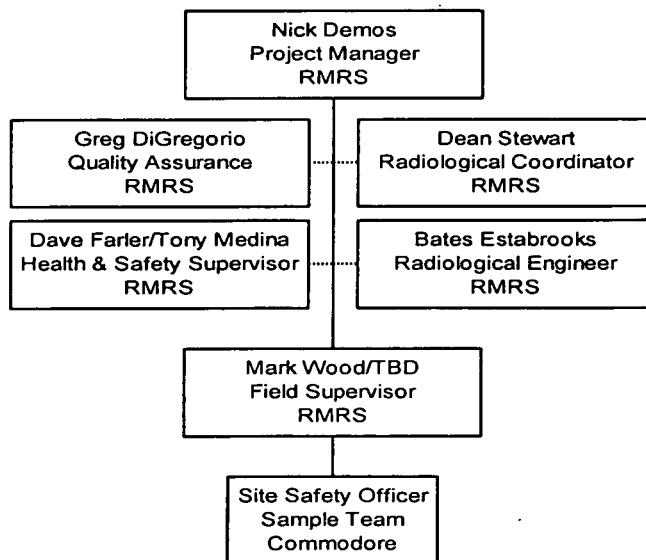 Nick Demos
Project Manager
RMRS
Greg DiGregorio
Quality Assurance
RMRS
Dean Stewart
Radiological Coordinator
RMRS
Dave Farler/Tony Medina
Health & Safety Supervisor
RMRS
Bates Estabrooks
Radiological Engineer
RMRS
Mark Wood/TBD
Field Supervisor
RMRS
Site Safety Officer
Sample Team
Commodore